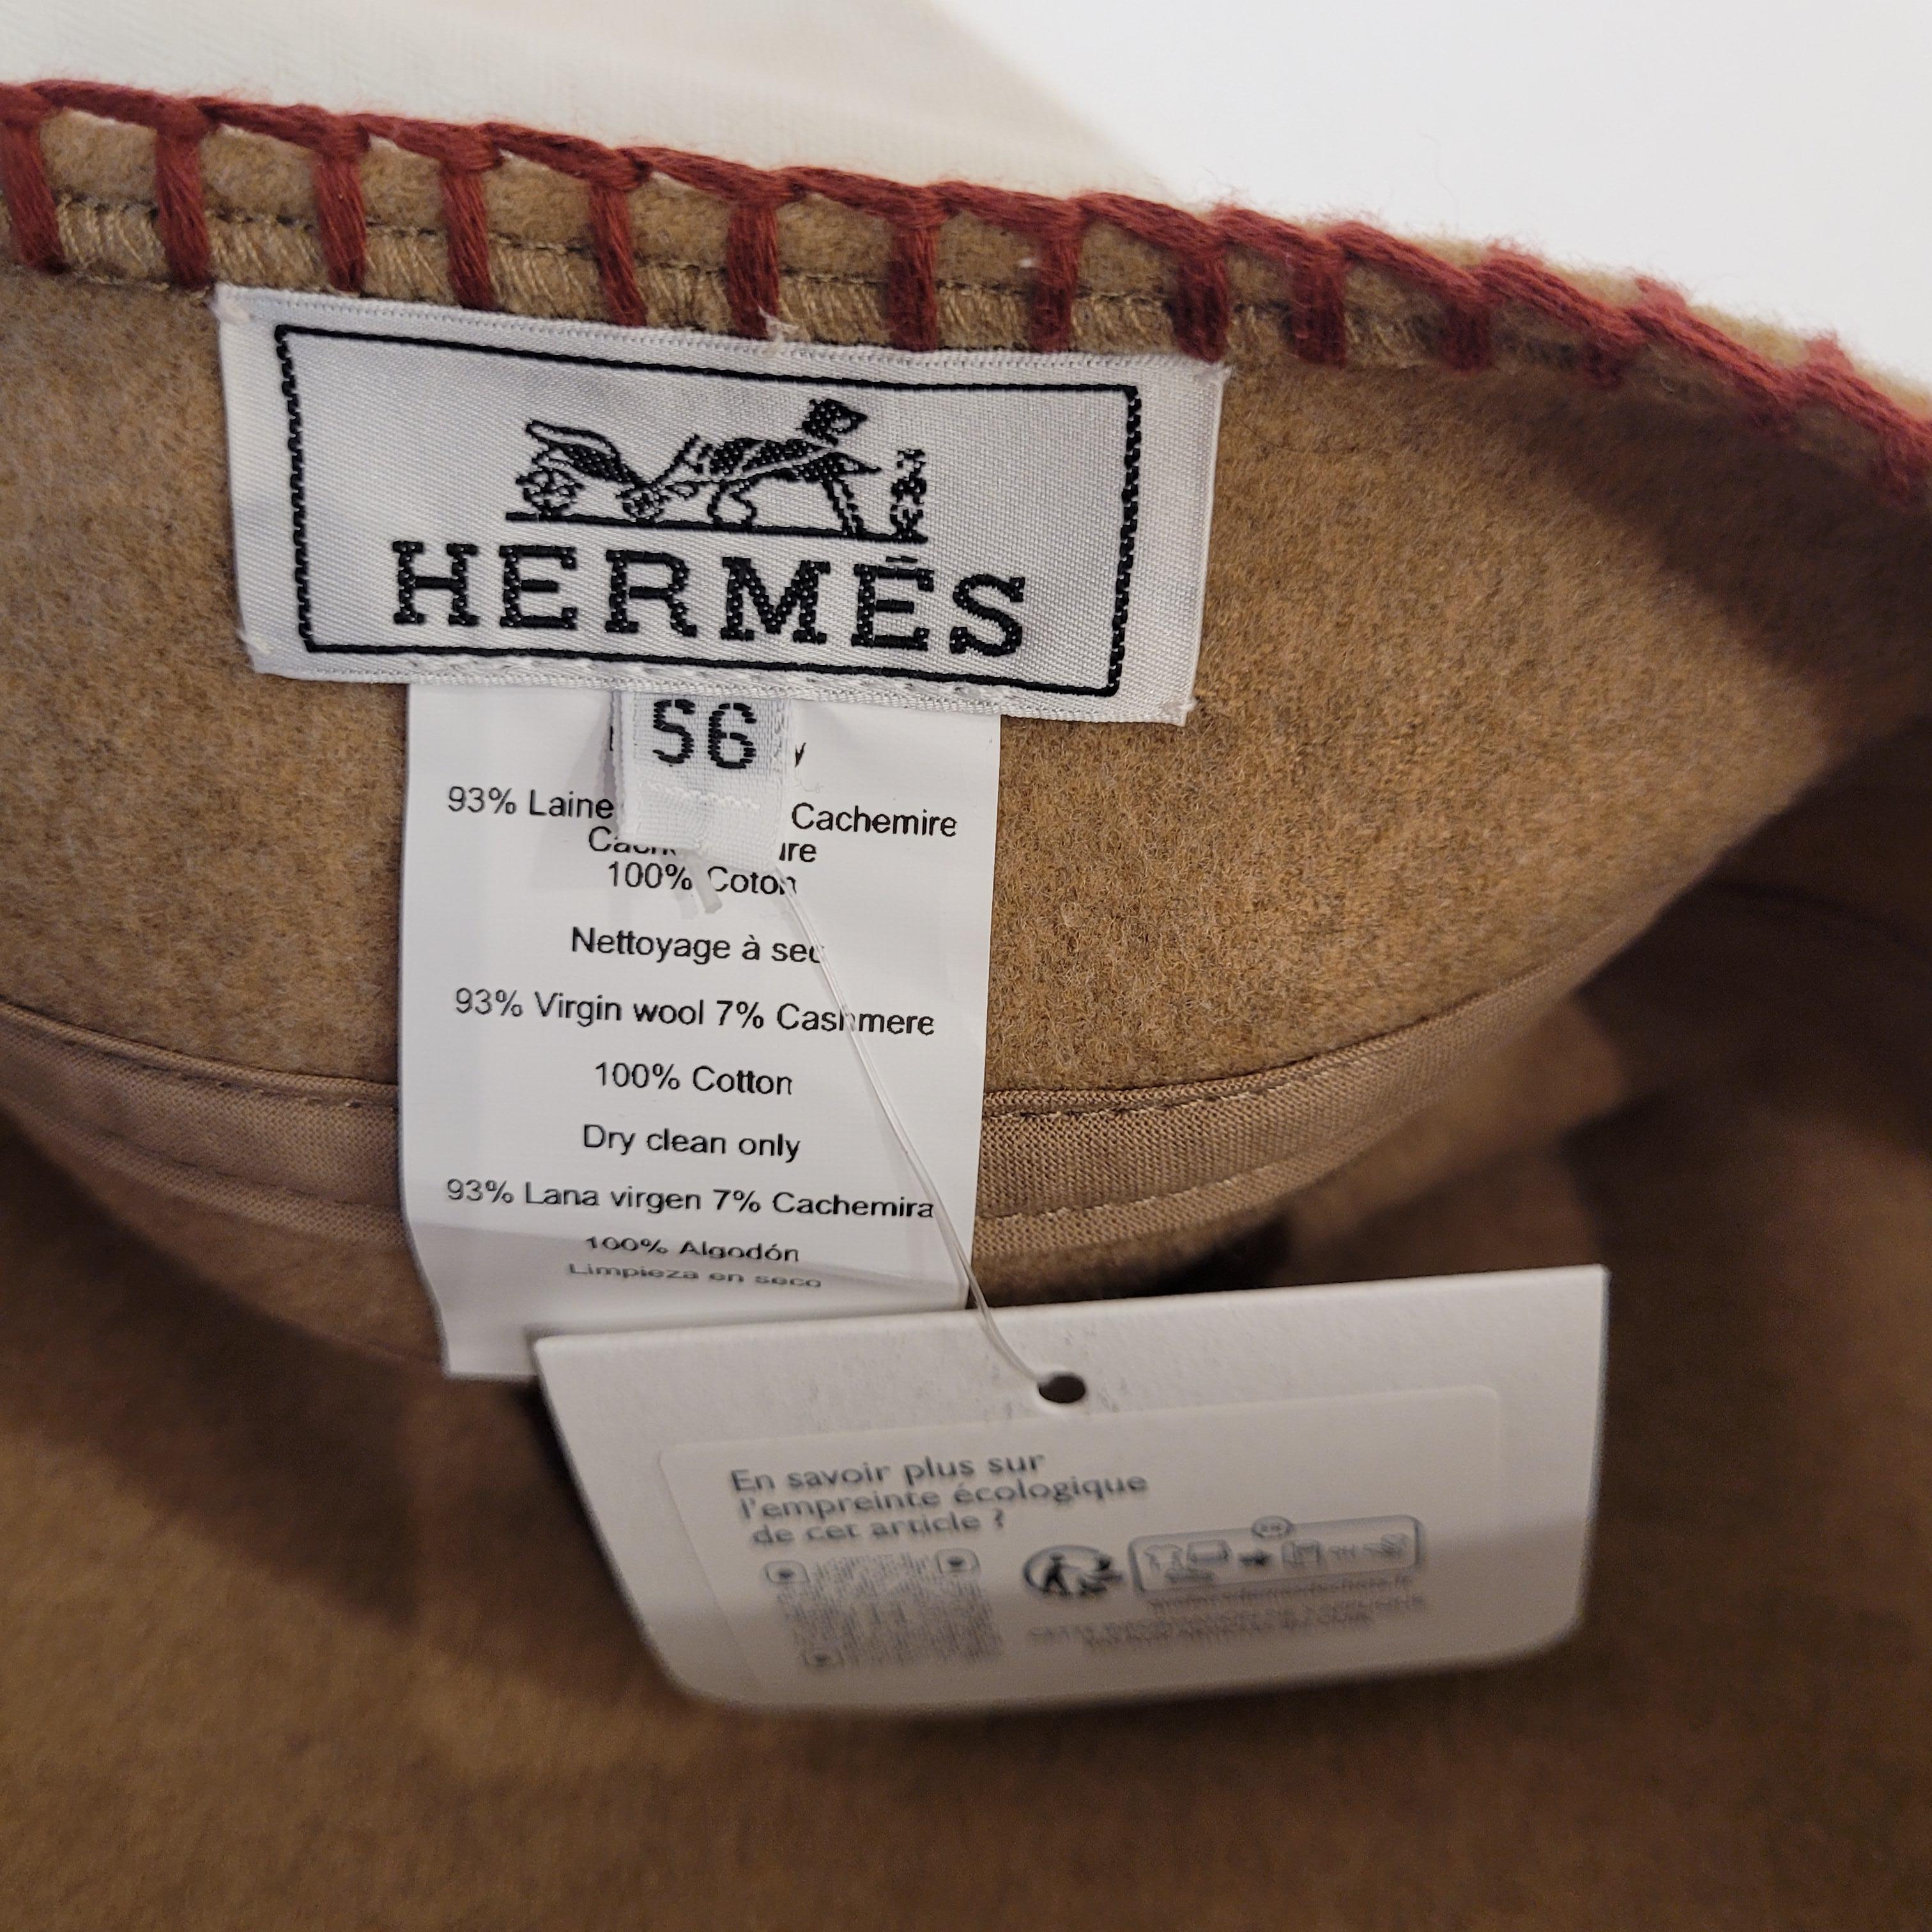 HERMÈS
56
93% Laine Cachemire
100% Coton
Nettoyage à sec
93% Virgin wool 7% Cashmere
100% Cotton
Dry clean only
93% Lana virgen 7% Cachemira
100% Algodón
Limpieza en seco
En savoir plus sur
l'empreinte écologique
de cet article ?